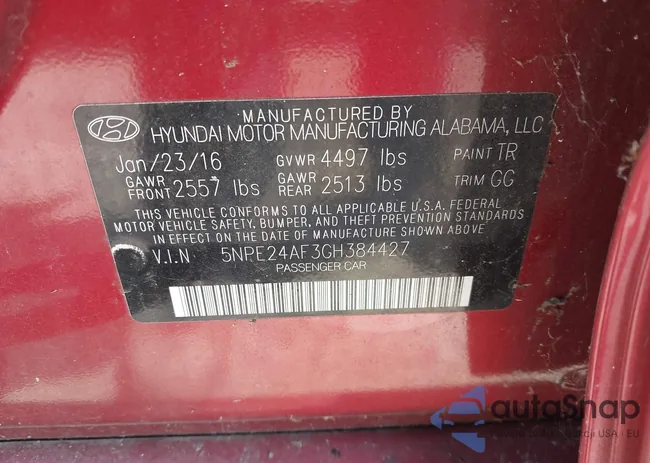 MANUFACTURED BY
HYUNDAI MOTOR MANUFACTURING ALABAMA, LLC
Jan/23/16 GVWR 4497 lbs PAINT TR
GAWR FRONT 2557 lbs GAWR REAR 2513 lbs TRIM GG
THIS VEHICLE CONFORMS TO ALL APPLICABLE U.S.A. FEDERAL
MOTOR VEHICLE SAFETY, BUMPER, AND THEFT PREVENTION STANDARDS
IN EFFECT ON THE DATE OF MANUFACTURE SHOWN ABOVE
V.I.N 5NPE24AF3GH384427
PASSENGER CAR
autoSnap
USA · EU